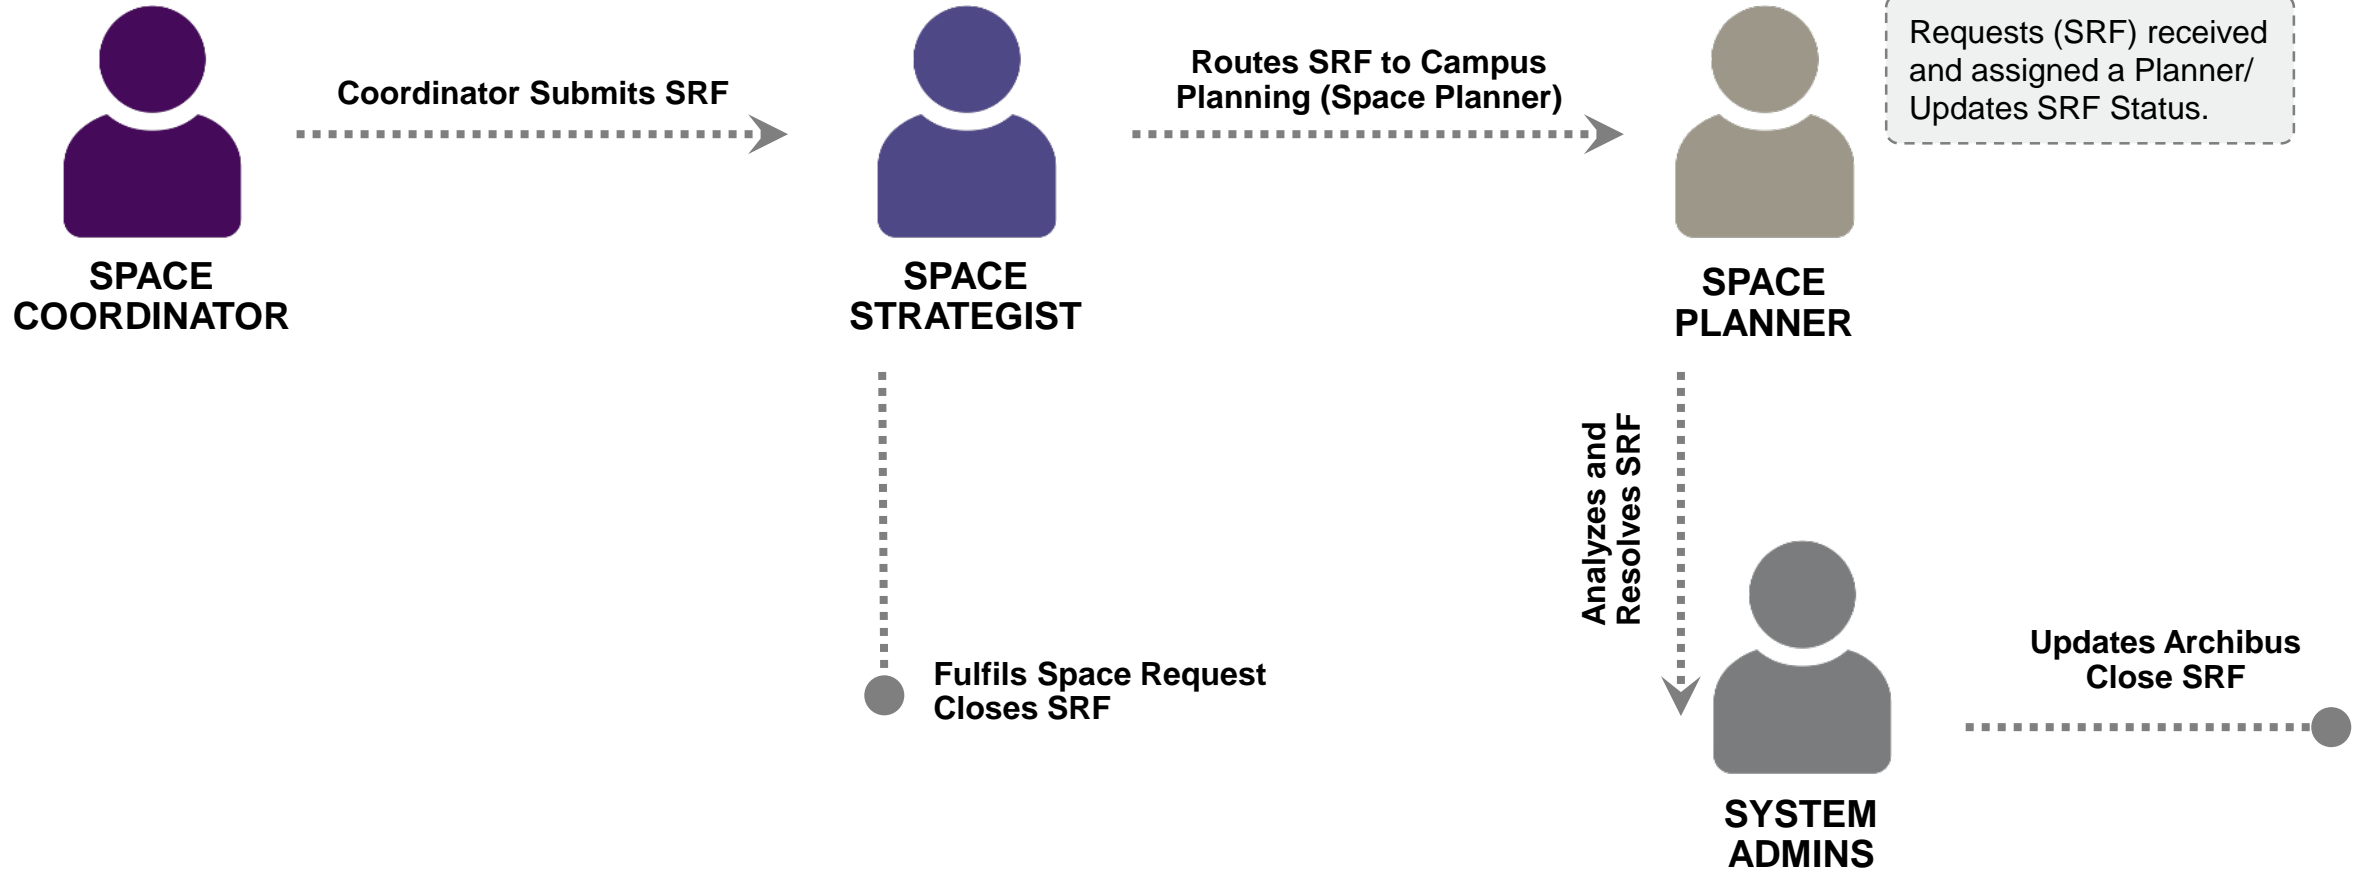 Coordinator Submits SRF
Routes SRF to Campus
Planning (Space Planner)
Requests (SRF) received
and assigned a Planner/
Updates SRF Status.
SPACE
COORDINATOR
SPACE
STRATEGIST
SPACE
PLANNER
Analyzes and
Resolves SRF
Fulfils Space Request
Closes SRF
Updates Archibus
Close SRF
SYSTEM
ADMINS